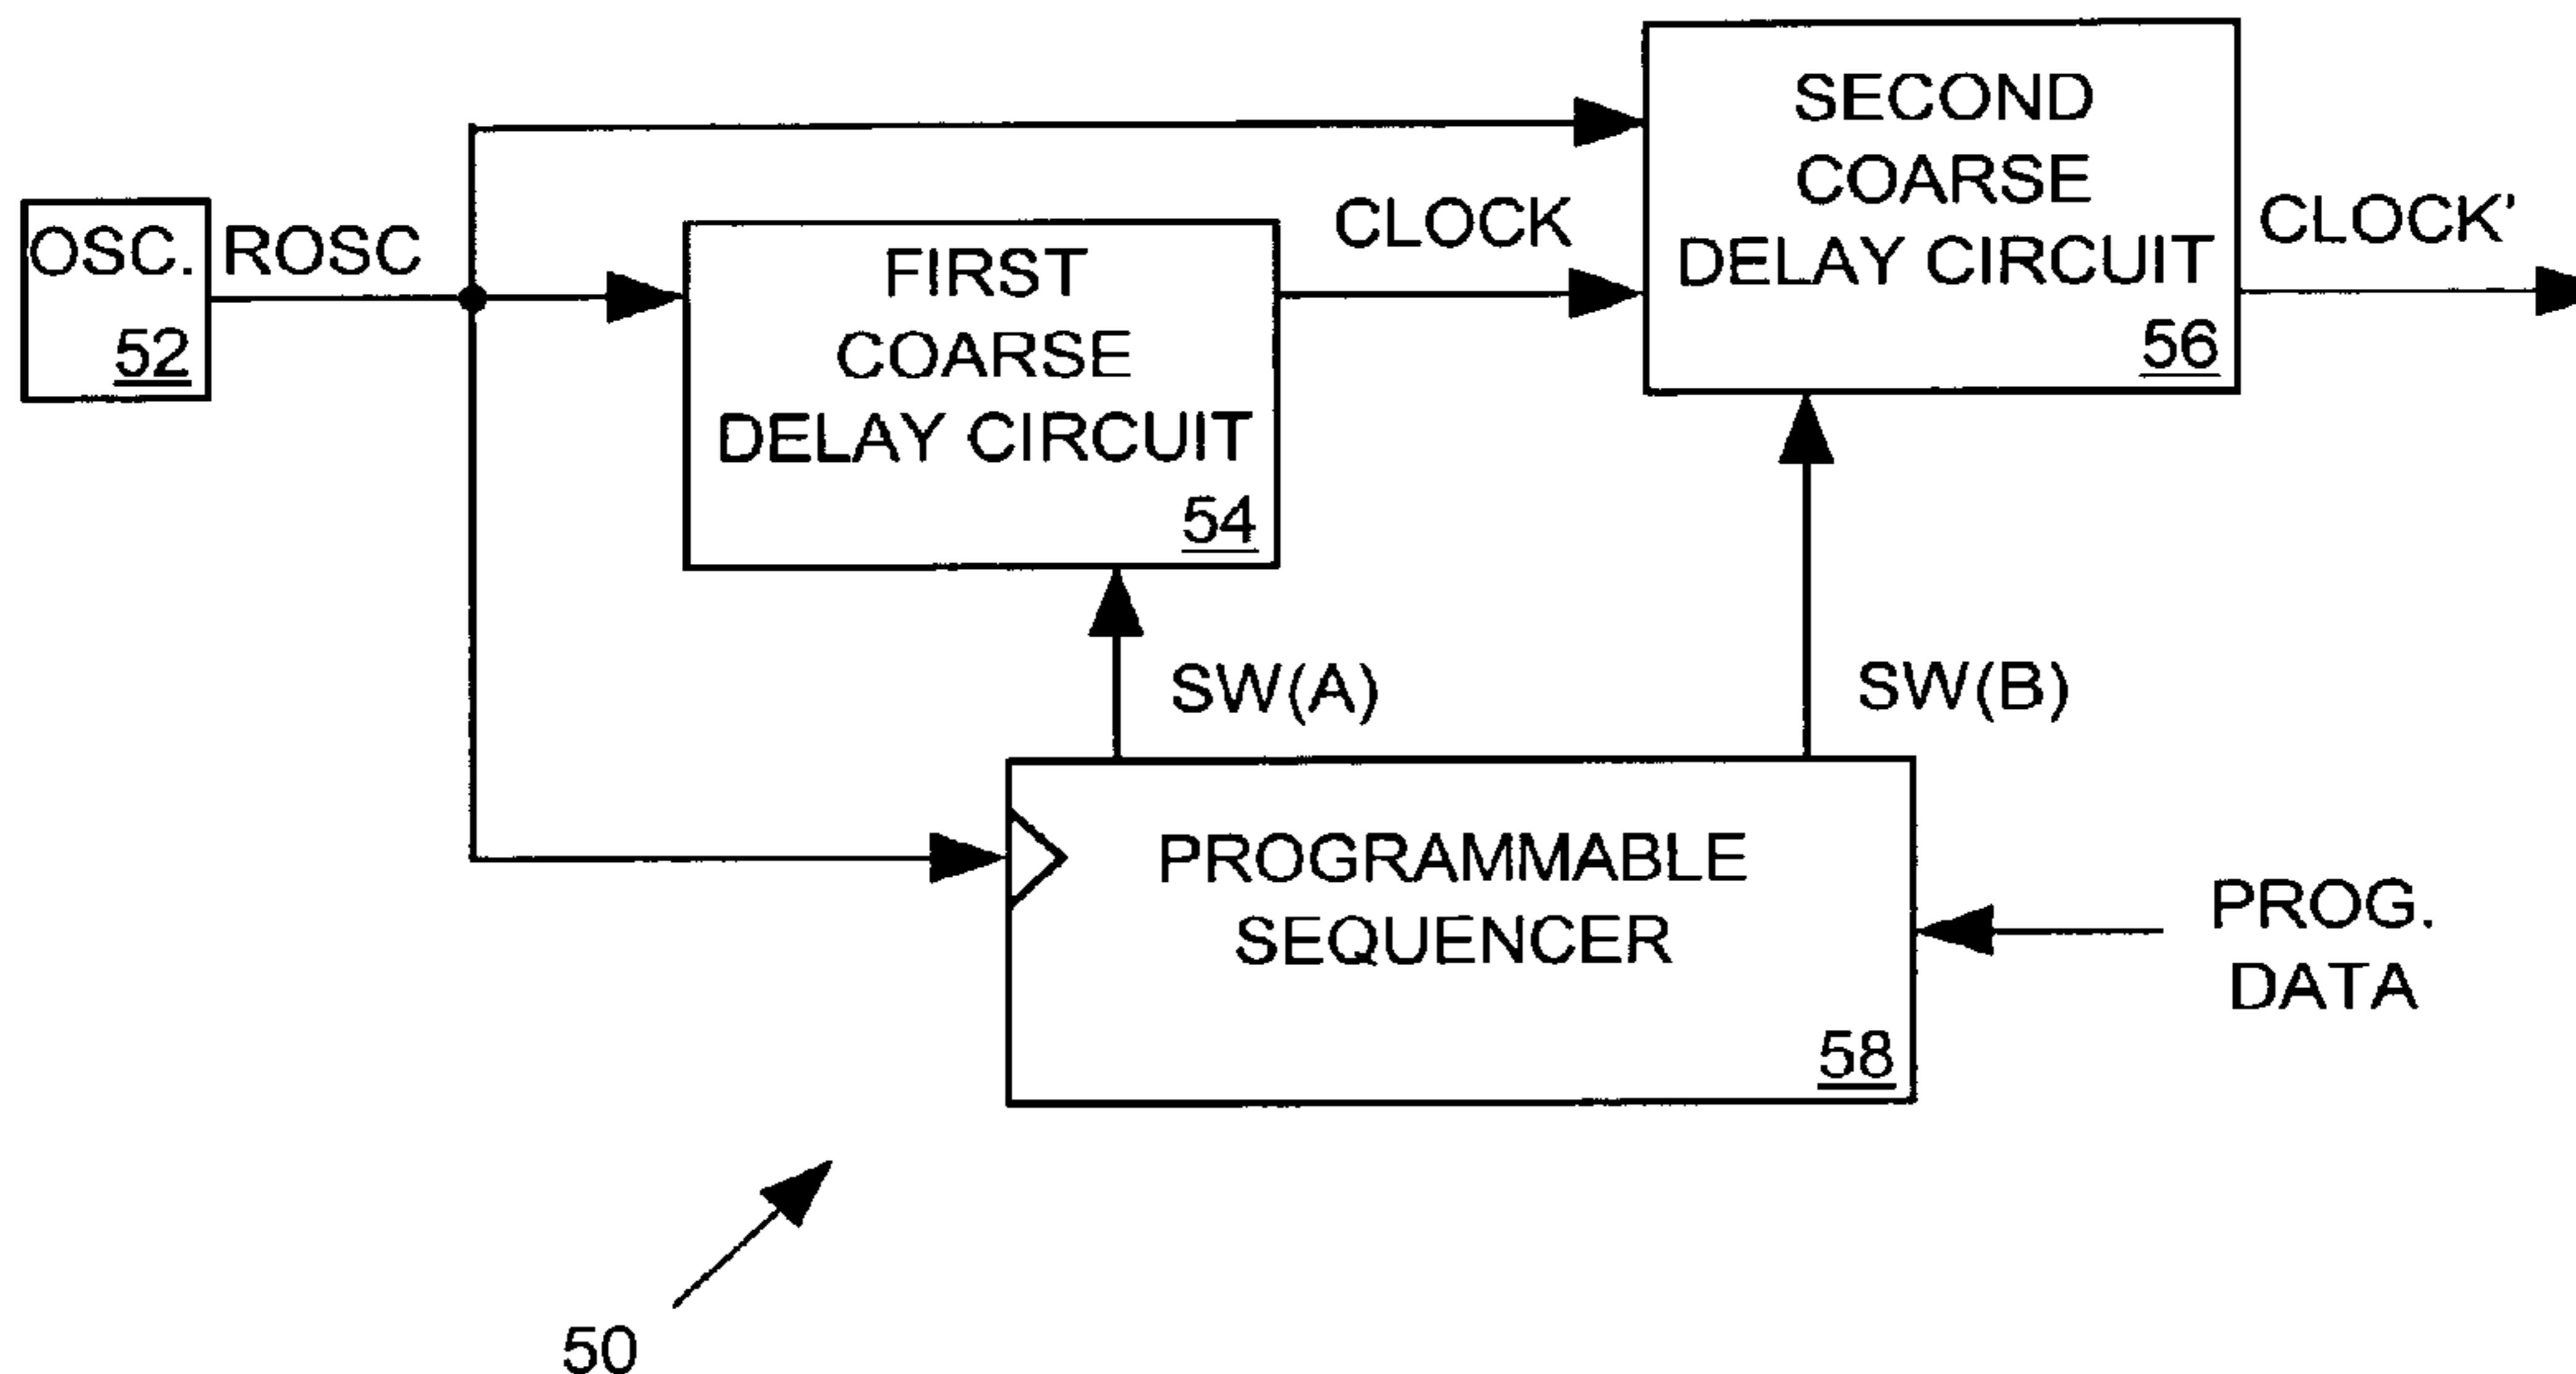 SECOND
COARSE
DELAY CIRCUIT
56
OSC.
52
ROSC
FIRST
COARSE
DELAY CIRCUIT
54
CLOCK
CLOCK'
SW(A)
SW(B)
PROGRAMMABLE
SEQUENCER
58
PROG.
DATA
50